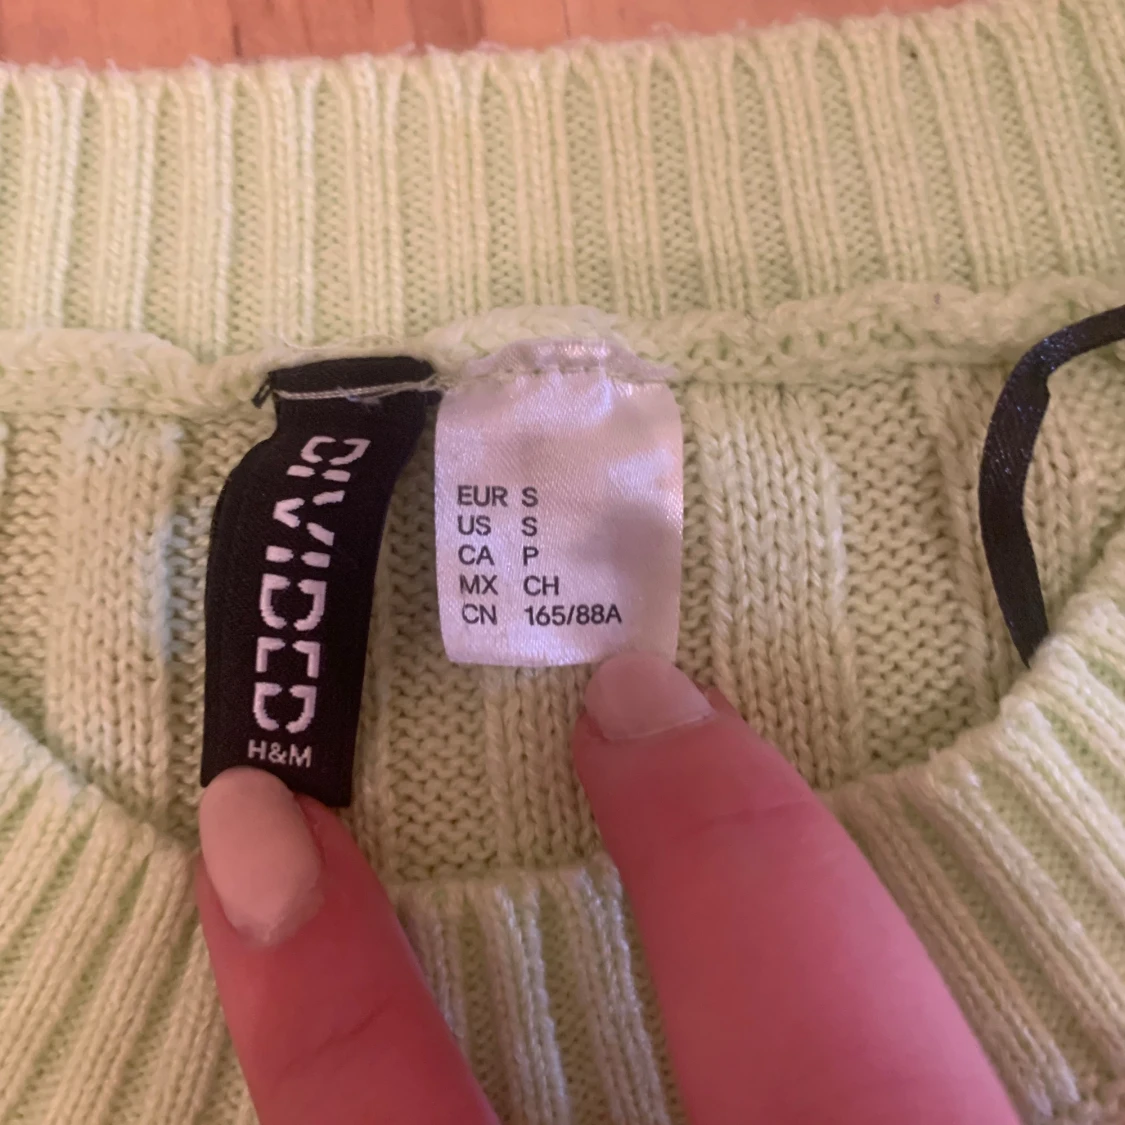 DIVIDED
H&M
EUR S
US S
CA P
MX CH
CN 165/88A